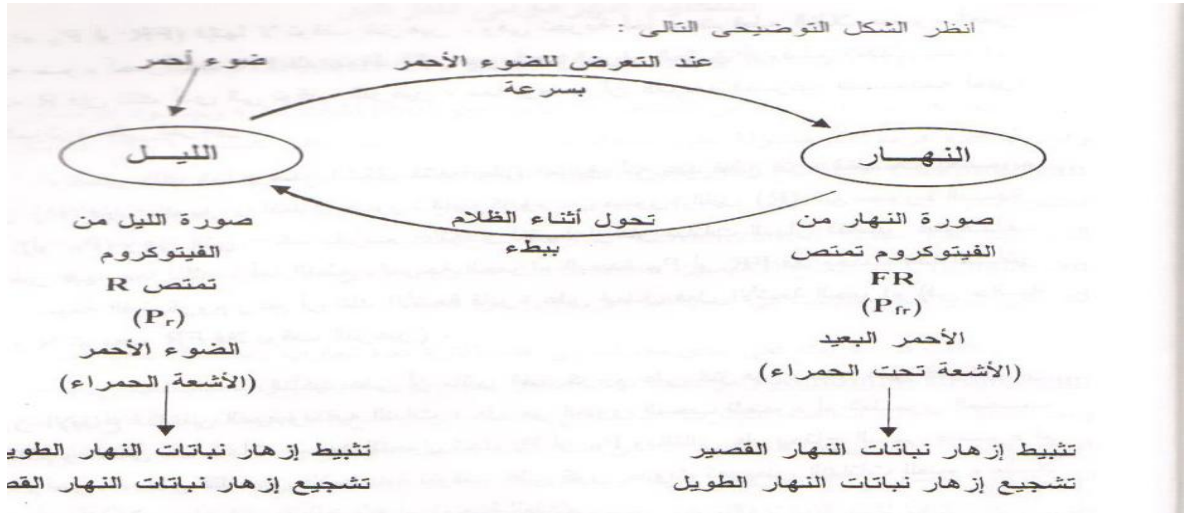 انظر الشكل التوضيحى التالى :
ضوء أحمر
عند التعرض للضوء الأحمر
بسرعة
النهـــار
الليـــل
تحول أثناء الظلام
ببطء
صورة النهار من
الفيتوكروم تمتص
FR
(Pfr)
الأحمر البعيد
(الأشعة تحت الحمراء)
تثبيط إزهار نباتات النهار القصير
تشجيع إزهار نباتات النهار الطويل
صورة الليل من
الفيتوكروم
تمتص R
(Pr)
الضوء الأحمر
(الأشعة الحمراء)
تثبيط إزهار نباتات النهار الطوي
تشجيع إزهار نباتات النهار القص